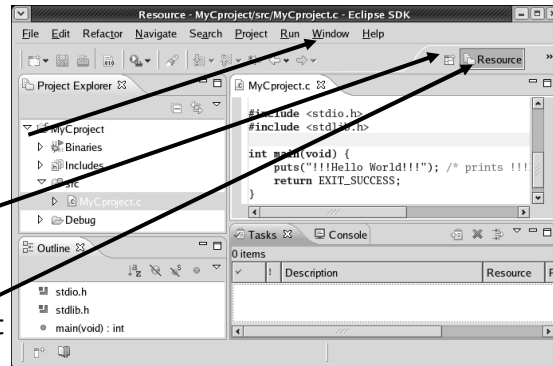 Resource - MyCproject/src/MyCproject.c - Eclipse SDK
File Edit Refactor Navigate Search Project Run Window Help
Resource »
Project Explorer
MyCproject
Binaries
Includes
src
MyCproject.c
Debug
MyCproject.c
#include <stdio.h>
#include <stdlib.h>
int main(void) {
puts("!!!Hello World!!!"); /* prints !!!
return EXIT_SUCCESS;
}
Outline
stdio.h
stdlib.h
main(void) : int
Tasks Console
0 items
! Description Resource
t